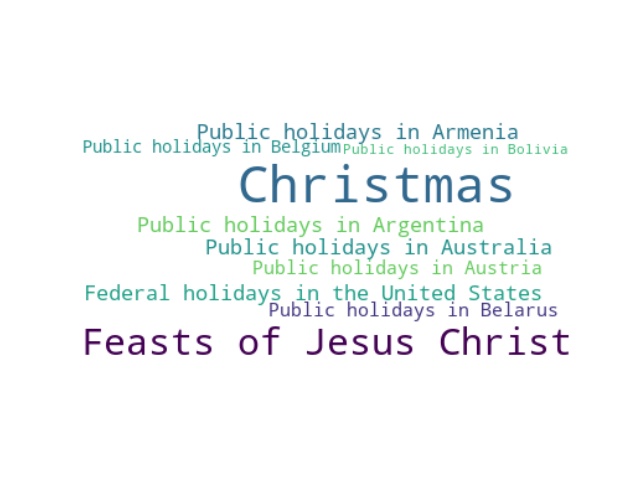 Public holidays in Armenia
Public holidays in Belgium
Public holidays in Bolivia
Christmas
Public holidays in Argentina
Public holidays in Australia
Public holidays in Austria
Federal holidays in the United States
Public holidays in Belarus
Feasts of Jesus Christ